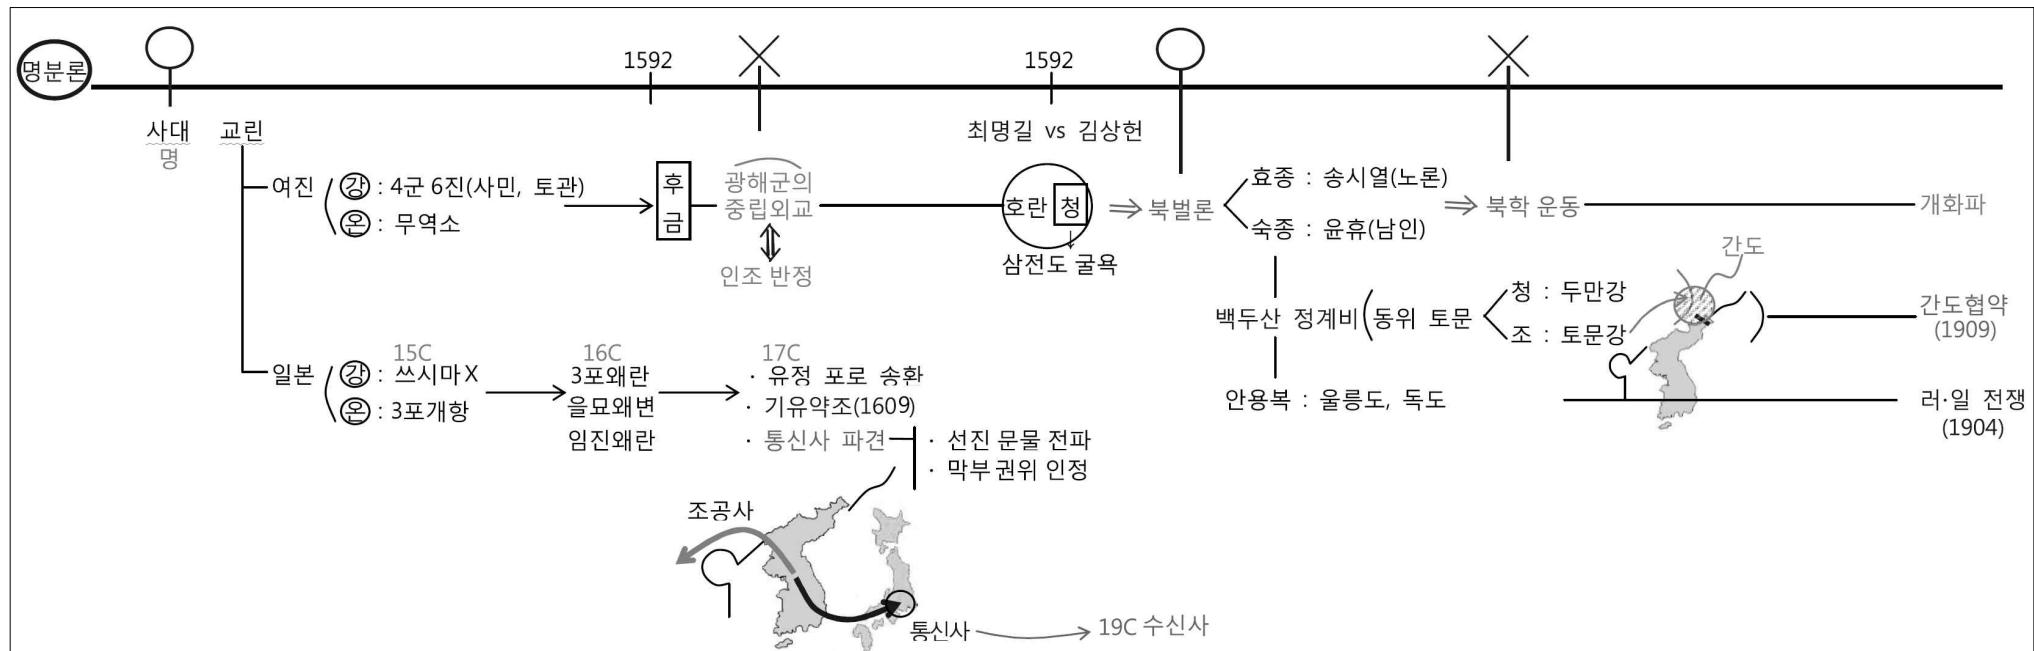 명분론
1592
1592
사대 교린
명
최명길 vs 김상헌
여진
강 : 4군 6진(사민, 토관)
온 : 무역소
후금
광해군의
중립외교
인조 반정
호란 청
삼전도 굴욕
북벌론
효종 : 송시열(노론)
숙종 : 윤휴(남인)
북학 운동
개화파
백두산 정계비
동위 토문
청 : 두만강
조 : 토문강
간도
간도협약
(1909)
안용복 : 울릉도, 독도
러·일 전쟁
(1904)
일본
15C
강 : 쓰시마X
온 : 3포개항
16C
3포왜란
을묘왜변
임진왜란
17C
· 유정 포로 송환
· 기유약조(1609)
· 통신사 파견
· 선진 문물 전파
· 막부 권위 인정
조공사
통신사
19C 수신사